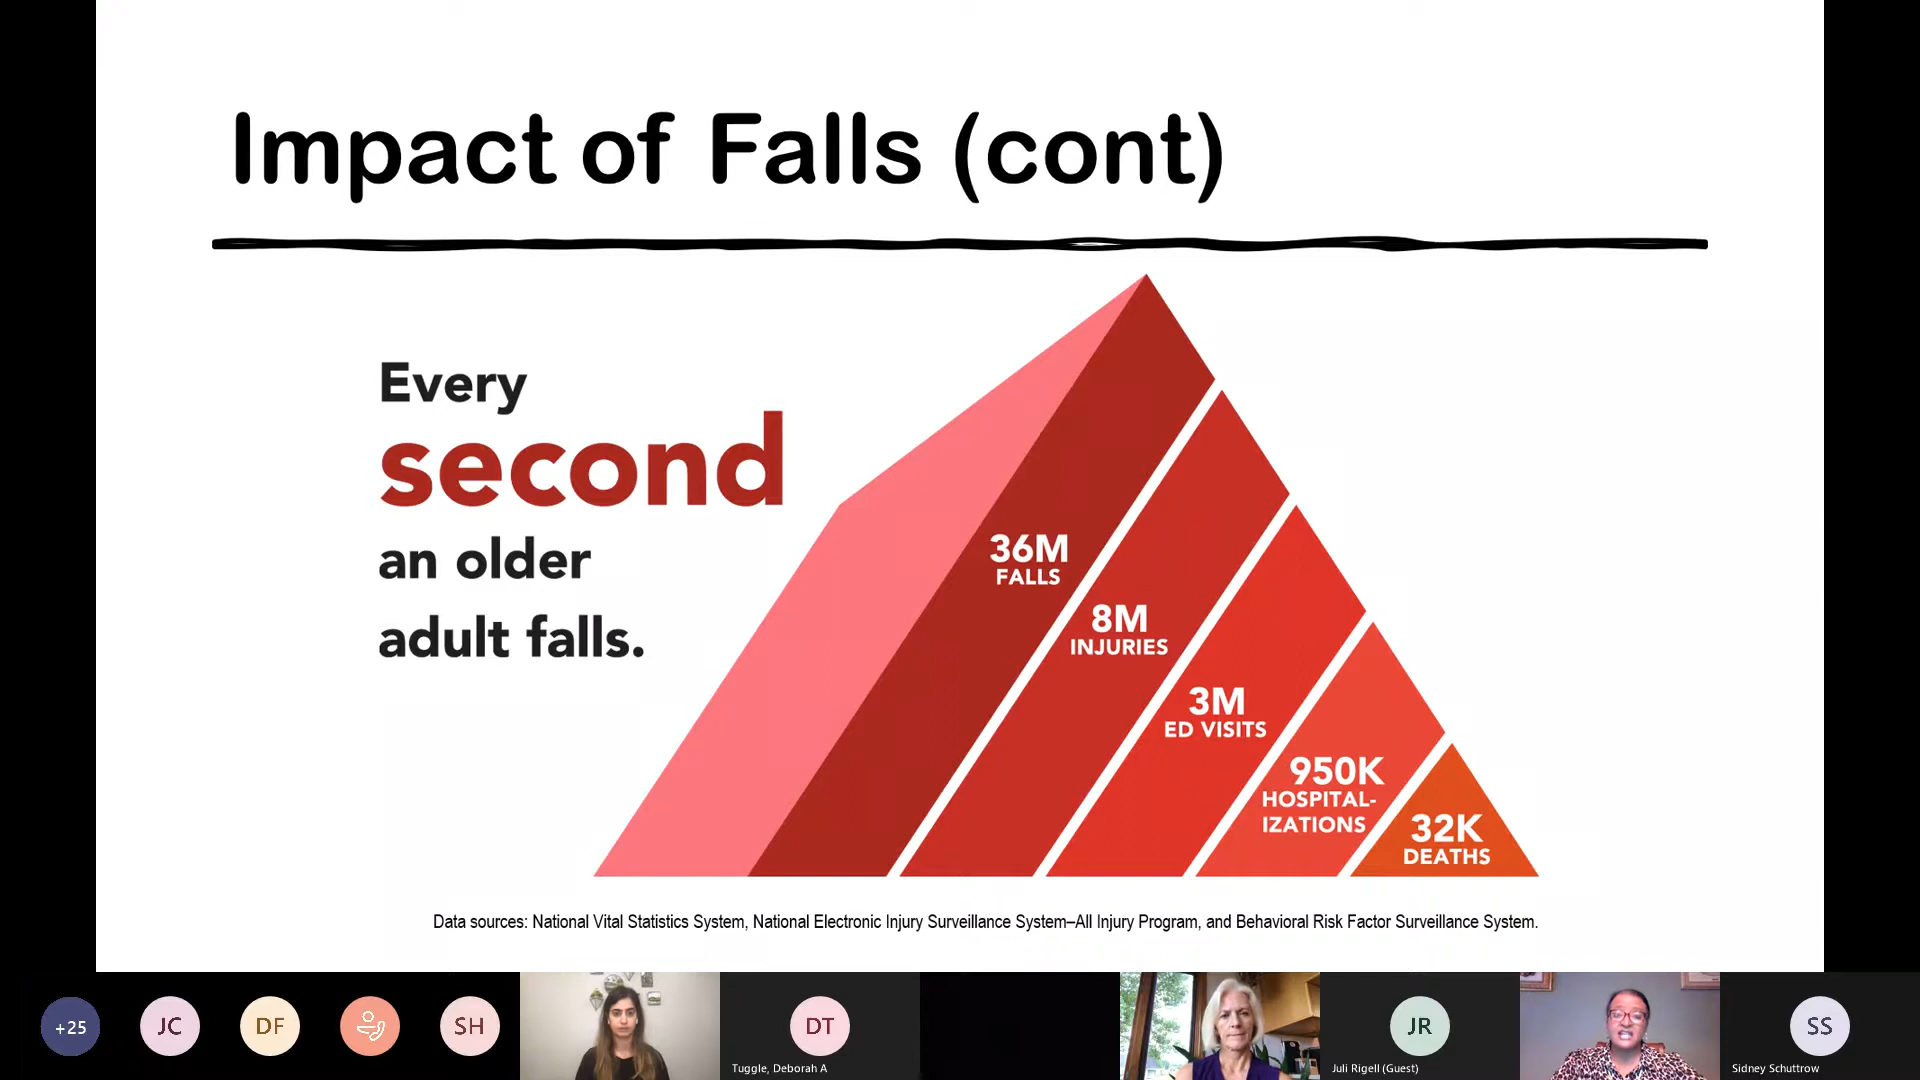 Impact of Falls (cont)
Every
second
an older
adult falls.
36M
FALLS
8M
INJURIES
3M
ED VISITS
950K
HOSPITAL-
IZATIONS
32K
DEATHS
Data sources: National Vital Statistics System, National Electronic Injury Surveillance System–All Injury Program, and Behavioral Risk Factor Surveillance System.
+25
JC
DF
SH
DT
Tuggle, Deborah A
JR
Juli Rigell (Guest)
SS
Sidney Schuttrow